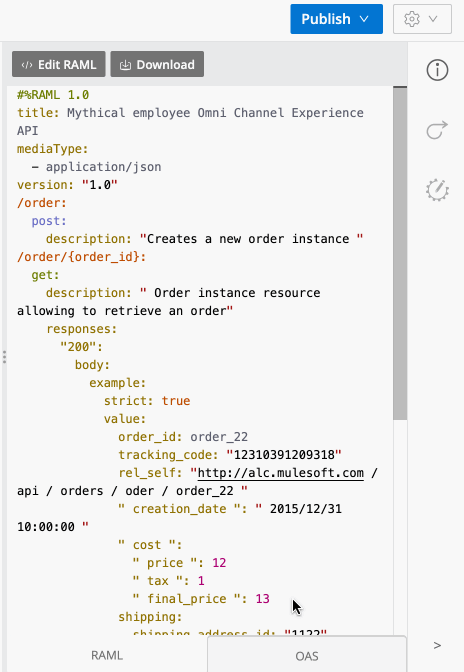 Publish
Edit RAML
Download
#%RAML 1.0
title: Mythical employee Omni Channel Experience
API
mediaType:
- application/json
version: "1.0"
/order:
post:
description: "Creates a new order instance "
/order/{order_id}:
get:
description: " Order instance resource
allowing to retrieve an order"
responses:
"200":
body:
example:
strict: true
value:
order_id: order_22
tracking_code: "12310391209318"
rel_self: "http://alc.mulesoft.com /
api / orders / oder / order_22 "
" creation_date ": " 2015/12/31
10:00:00 "
" cost ":
" price ": 12
" tax ": 1
" final_price ": 13
shipping:
shipping_address_id: "1122"
RAML
OAS